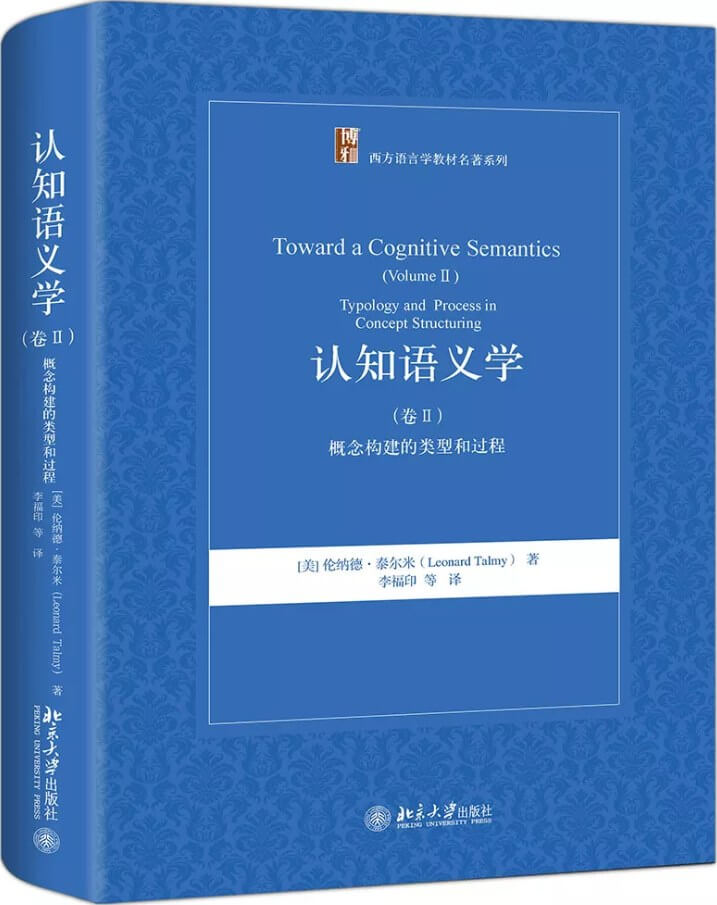 认知语义学
(卷Ⅱ)
概念构建的类型和过程
[美] 伦纳德·泰尔米 (Leonard Talmy) 著
李福印 等 译
北京大学出版社
PEKING UNIVERSITY PRESS
博雅
西方语言学教材名著系列
Toward a Cognitive Semantics
(Volume Ⅱ)
Typology and Process in
Concept Structuring
认知语义学
(卷Ⅱ)
概念构建的类型和过程
[美] 伦纳德·泰尔米 (Leonard Talmy) 著
李福印 等 译
北京大学出版社
PEKING UNIVERSITY PRESS